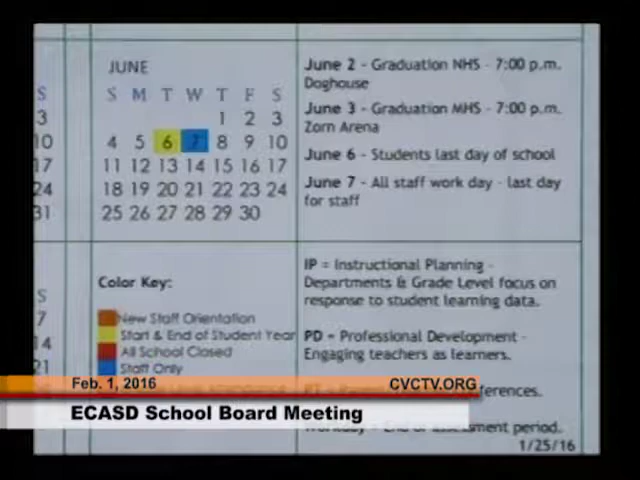 JUNE
S M T W T F S
1 2 3
4 5 6 7 8 9 10
11 12 13 14 15 16 17
18 19 20 21 22 23 24
25 26 27 28 29 30
S
3
10
17
24
31
June 2 - Graduation NHS - 7:00 p.m.
Doghouse
June 3 - Graduation MHS - 7:00 p.m.
Zorn Arena
June 6 - Students last day of school
June 7 - All staff work day - last day
for staff
S
7
14
21
Color Key:
New Staff Orientation
Start & End of Student Year
All School Closed
Staff Only
IP = Instructional Planning -
Departments & Grade Level focus on
response to student learning data.
PD = Professional Development -
Engaging teachers as learners.
1/25/16
Feb. 1, 2016
CVCTV.ORG
ECASD School Board Meeting